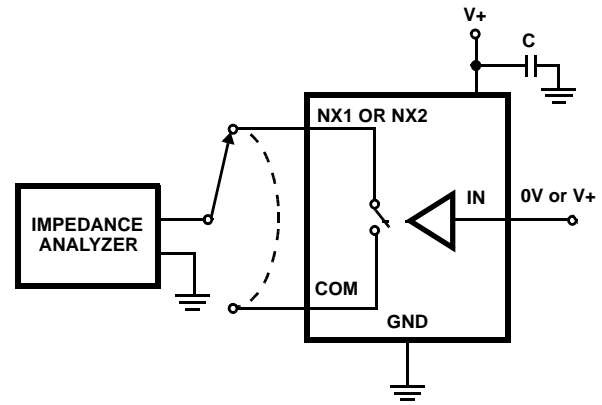 V+
C
NX1 OR NX2
IN
0V or V+
IMPEDANCE
ANALYZER
COM
GND